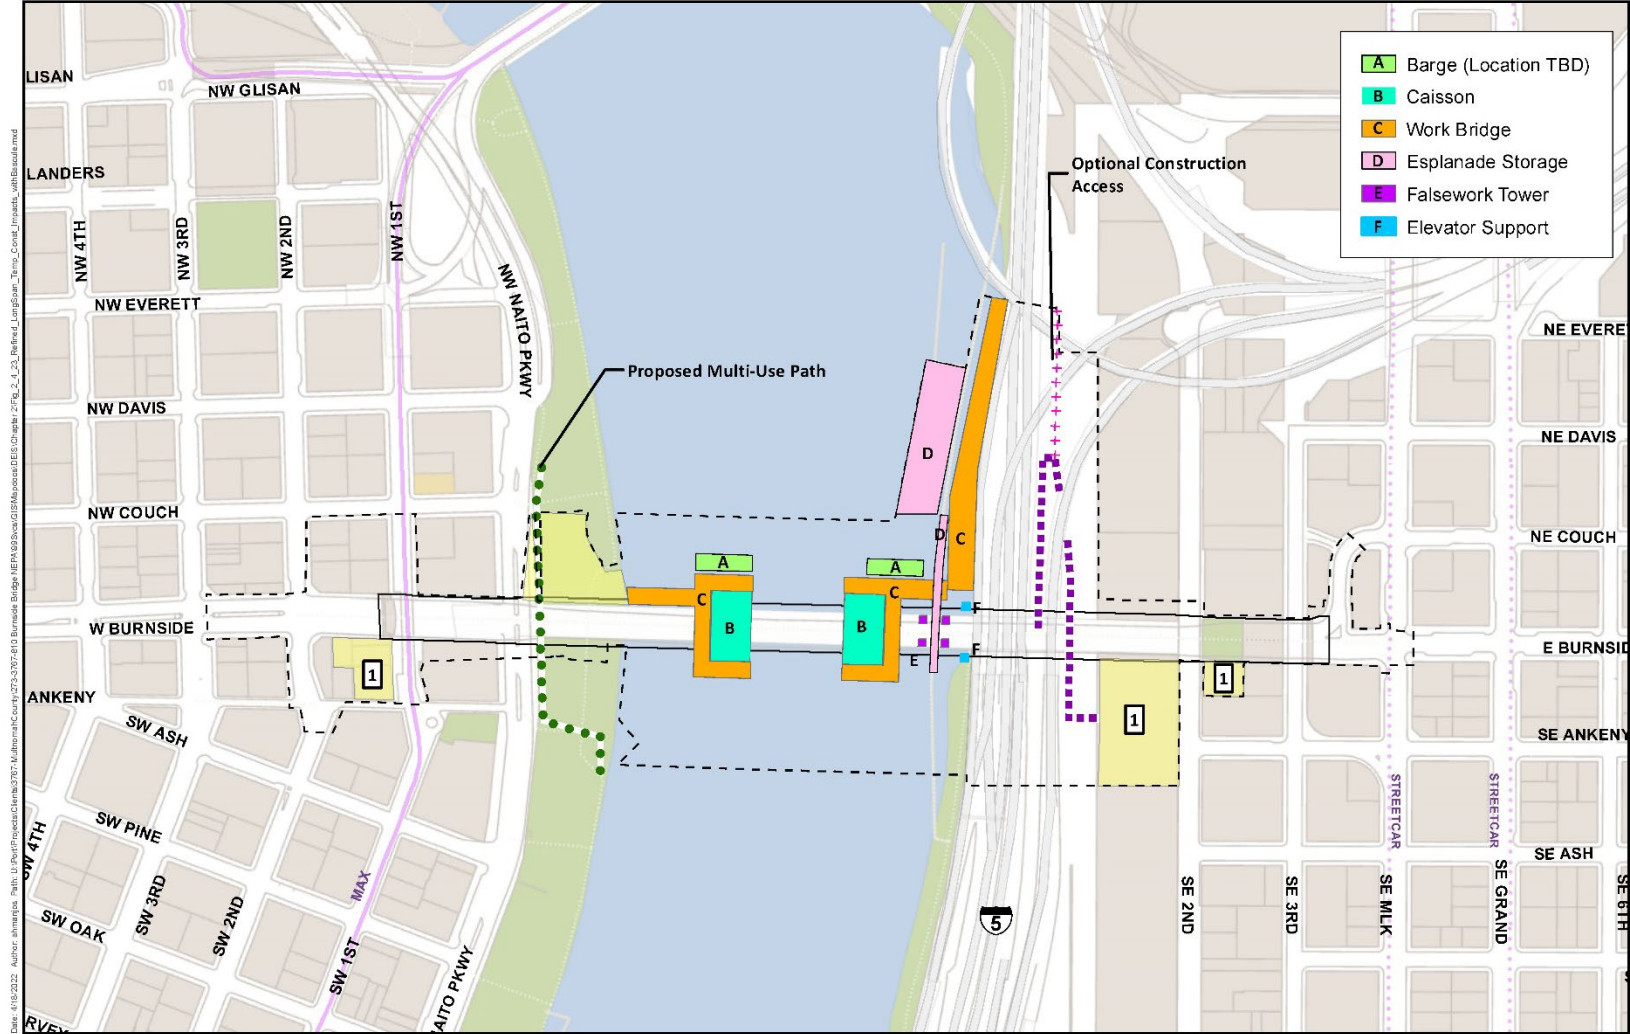 LISAN
NW GLISAN
LANDERS
NW 4TH
NW 3RD
NW 2ND
NW 1ST
NW NAITO PKWY
NW EVERETT
NW DAVIS
NW COUCH
W BURNSIDE
ANKENY
SW ASH
SW PINE
SW OAK
SW 4TH
SW 3RD
SW 2ND
MAX
SW 1ST
NAITO PKWY
RVEY
Proposed Multi-Use Path
Optional Construction
Access
A Barge (Location TBD)
B Caisson
C Work Bridge
D Esplanade Storage
E Falsework Tower
F Elevator Support
D
D
C
A
A
C
C
B
B
E
F
F
1
1
1
5
NE EVERE
NE DAVIS
NE COUCH
E BURNSID
SE ANKENY
SE ASH
STREETCAR
STREETCAR
SE 2ND
SE 3RD
SE MLK
SE GRAND
SE 6TH